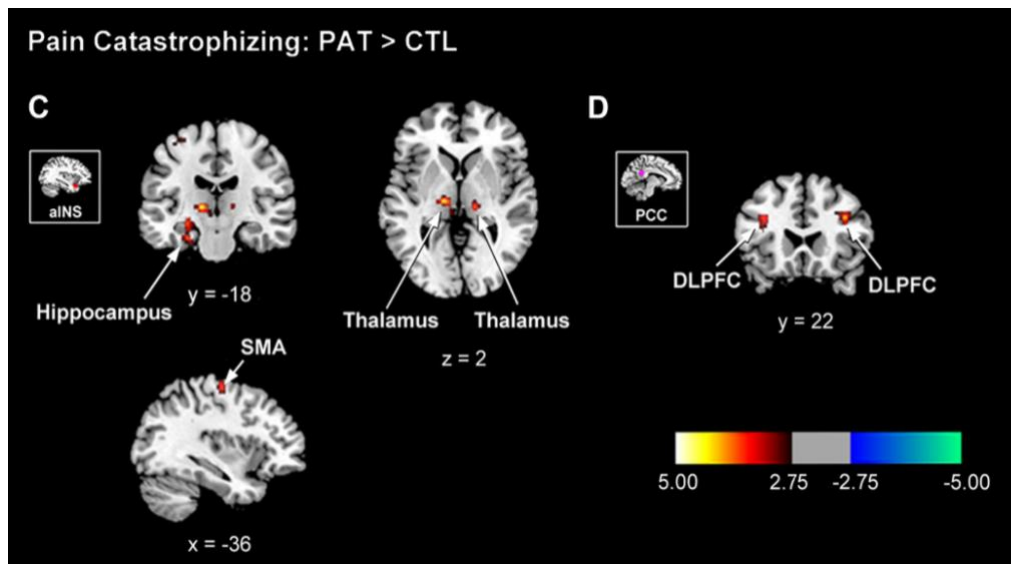 Pain Catastrophizing: PAT > CTL
C
aINS
Hippocampus
y = -18
Thalamus
Thalamus
z = 2
SMA
x = -36
D
PCC
DLPFC
DLPFC
y = 22
5.00 2.75 -2.75 -5.00